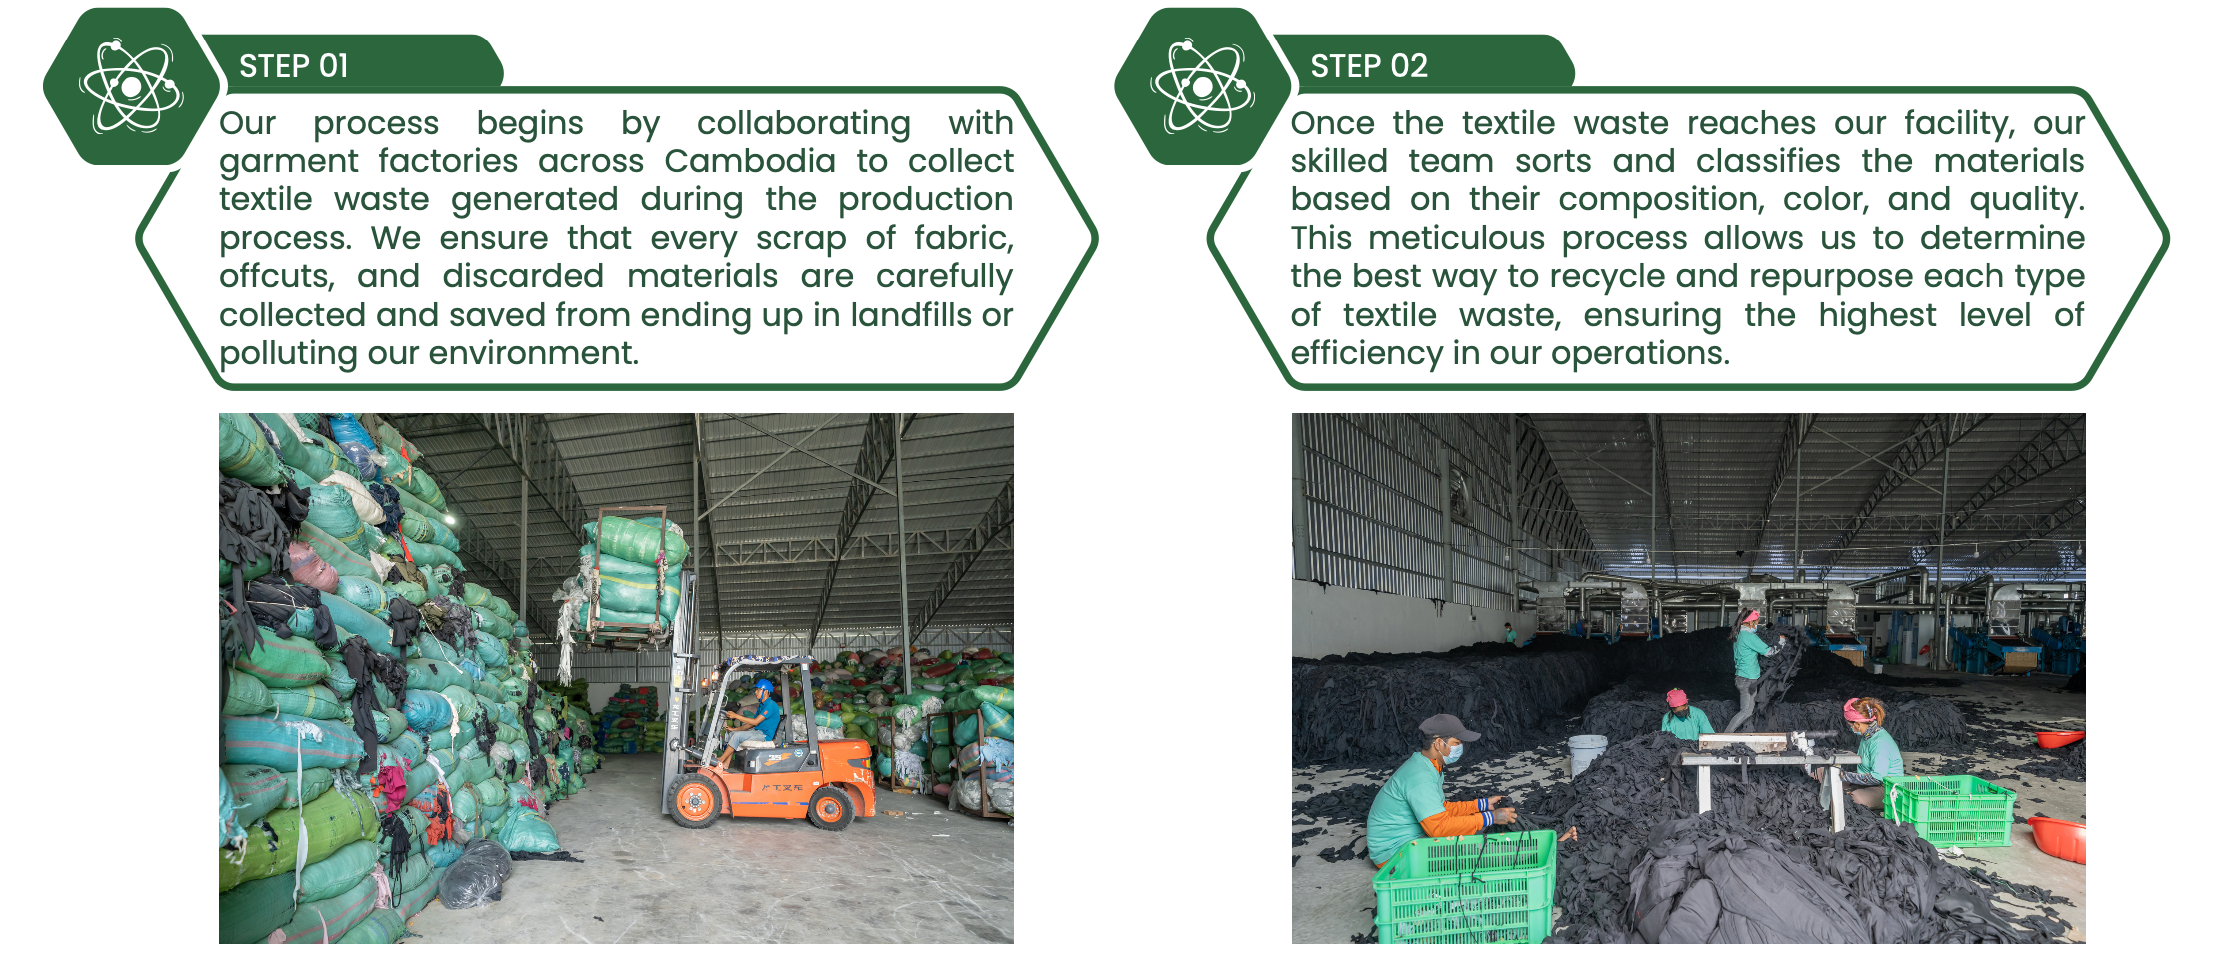 STEP 01
Our process begins by collaborating with
garment factories across Cambodia to collect
textile waste generated during the production
process. We ensure that every scrap of fabric,
offcuts, and discarded materials are carefully
collected and saved from ending up in landfills or
polluting our environment.
STEP 02
Once the textile waste reaches our facility, our
skilled team sorts and classifies the materials
based on their composition, color, and quality.
This meticulous process allows us to determine
the best way to recycle and repurpose each type
of textile waste, ensuring the highest level of
efficiency in our operations.